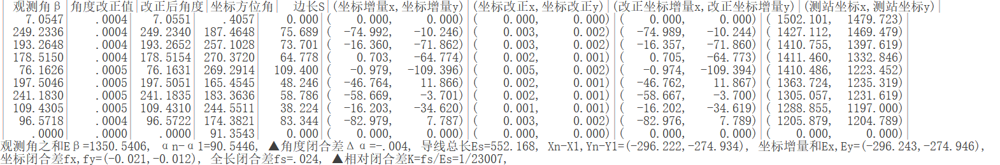 观测角β|角度改正值|改正后角度|坐标方位角|  边长S|(坐标增量x,坐标增量y)|(坐标改正x,坐标改正y)|(改正坐标增量x,改正坐标增量y)|(测站坐标x,测站坐标y)|
7.0547| .0004| 7.0551| .4057| 0.000|( 0.000, 0.000)|( 0.000, 0.000)|( 0.000, 0.000)|( 1502.101, 1479.723)|
249.2336| .0004| 249.2340| 187.4648| 75.689|( -74.992, -10.246)|( 0.003, 0.002)|( -74.989, -10.244)|( 1427.112, 1469.479)|
193.2648| .0004| 193.2652| 257.1028| 73.701|( -16.360, -71.862)|( 0.003, 0.002)|( -16.357, -71.860)|( 1410.755, 1397.619)|
178.5150| .0004| 178.5154| 270.3720| 64.778|( 0.703, -64.774)|( 0.002, 0.001)|( 0.705, -64.773)|( 1411.460, 1332.846)|
76.1626| .0005| 76.1631| 269.2914| 109.400|( -0.979, -109.396)|( 0.005, 0.002)|( -0.974, -109.394)|( 1410.486, 1223.452)|
197.5046| .0005| 197.5051| 165.4545| 48.246|( -46.764, 11.866)|( 0.002, 0.001)|( -46.762, 11.867)|( 1363.724, 1235.319)|
241.1830| .0005| 241.1835| 183.3636| 58.786|( -58.669, -3.701)|( 0.002, 0.001)|( -58.667, -3.700)|( 1305.057, 1231.619)|
109.4305| .0005| 109.4310| 244.5511| 38.224|( -16.203, -34.620)|( 0.001, 0.001)|( -16.202, -34.619)|( 1288.855, 1197.000)|
96.5718| .0004| 96.5722| 174.3821| 83.344|( -82.979, 7.787)|( 0.003, 0.002)|( -82.976, 7.789)|( 1205.879, 1204.789)|
.0000| .0000| .0000| 91.3543| 0.000|( 0.000, 0.000)|( 0.000, 0.000)|( 0.000, 0.000)|( 0.000, 0.000)|
观测角之和Eβ=1350.5406, αn-α1=90.5446, ▲角度闭合差Δα=-.004, 导线总长Es=552.168, Xn-X1,Yn-Y1=(-296.222,-274.934), 坐标增量和Ex,Ey=(-296.243,-274.946),
坐标闭合差fx,fy=(-0.021,-0.012), 全长闭合差fs=.024, ▲相对闭合差K=fs/Es=1/23007,